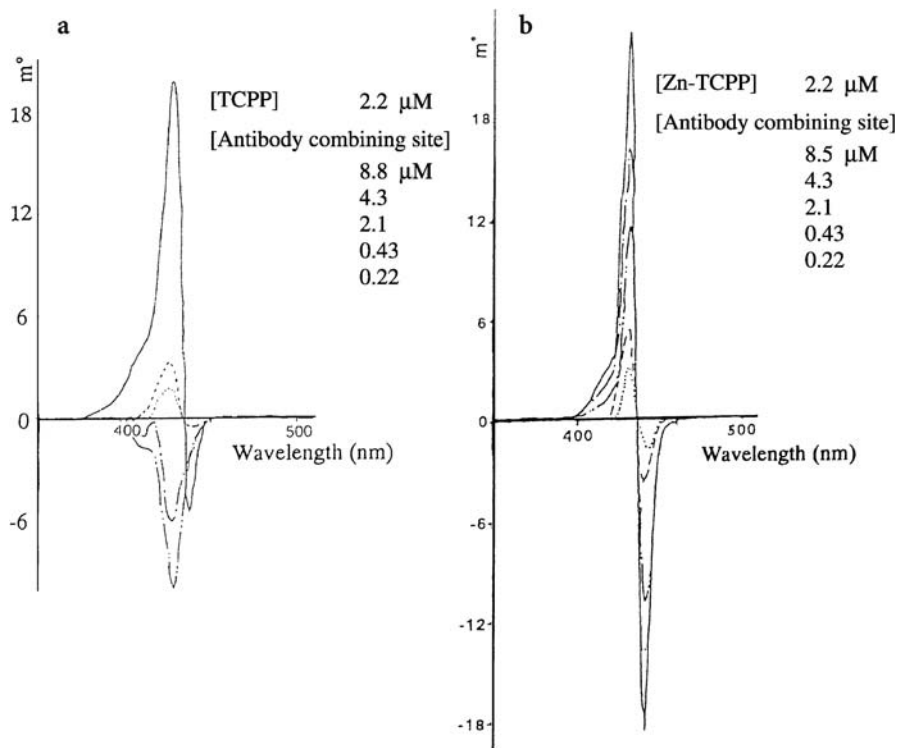 a
m°
18
12
6
0
-6
400
500
Wavelength (nm)
[TCPP] 2.2 μM
[Antibody combining site]
8.8 μM
4.3
2.1
0.43
0.22
b
m°
18
12
6
0
-6
-12
-18
400
500
Wavelength (nm)
[Zn-TCPP] 2.2 μM
[Antibody combining site]
8.5 μM
4.3
2.1
0.43
0.22